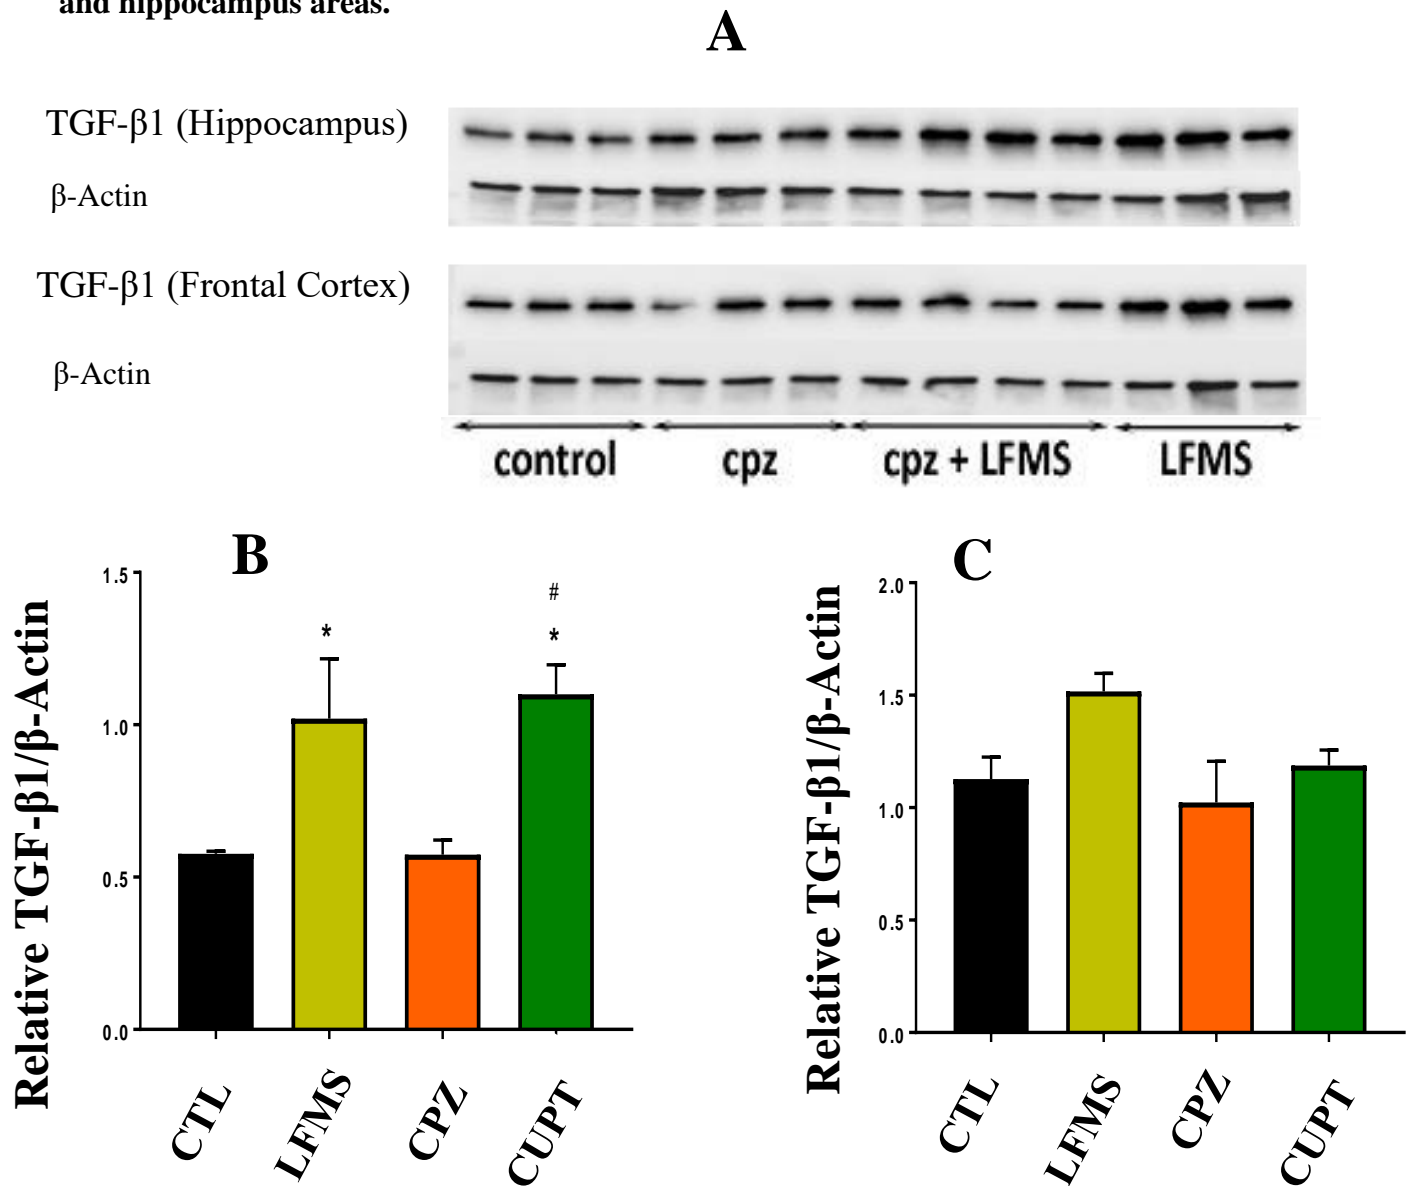 and hippocampus areas.
A
TGF-β1 (Hippocampus)
β-Actin
TGF-β1 (Frontal Cortex)
β-Actin
control cpz cpz + LFMS LFMS
B
Relative TGF-β1/β-Actin
1.5
1.0
0.5
0.0
*
#
*
CTL LFMS CPZ CUPT
C
Relative TGF-β1/β-Actin
2.0
1.5
1.0
0.5
0.0
CTL LFMS CPZ CUPT